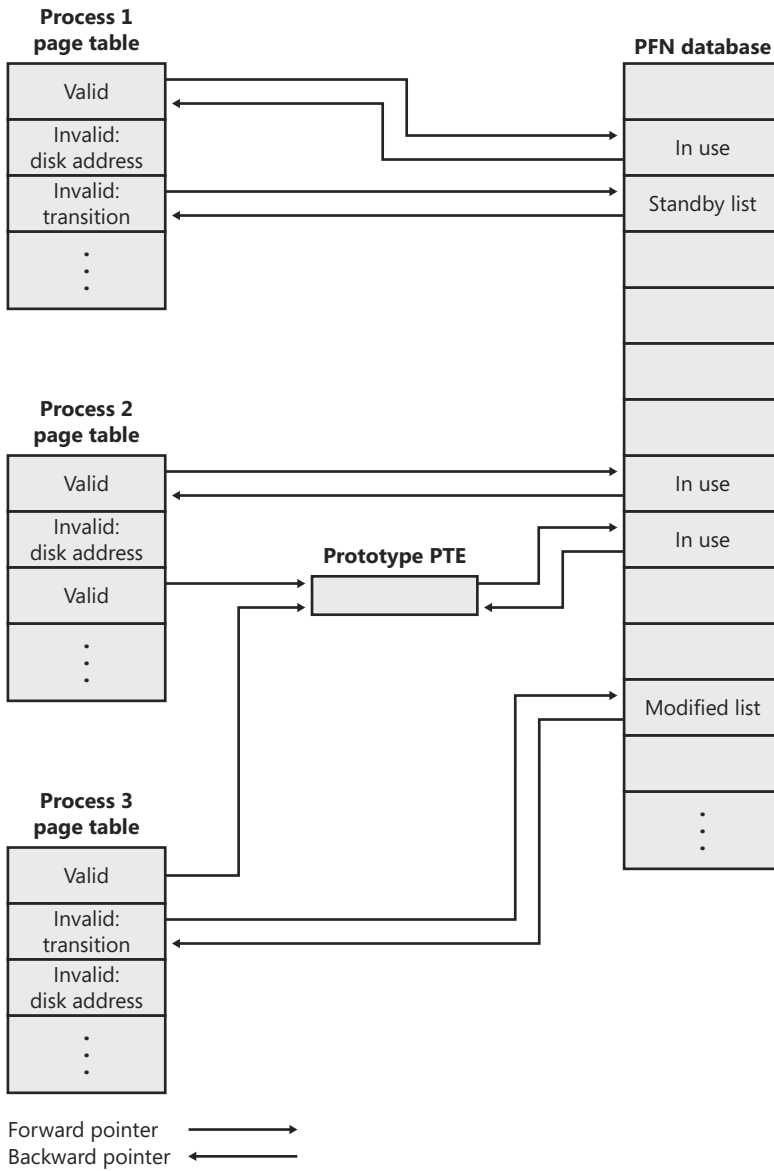 Process 1
page table
PFN database
Valid
Invalid:
disk address
In use
Invalid:
transition
Standby list
Process 2
page table
Valid
In use
Invalid:
disk address
In use
Prototype PTE
Valid
Modified list
Process 3
page table
Valid
Invalid:
transition
Invalid:
disk address
Forward pointer
Backward pointer